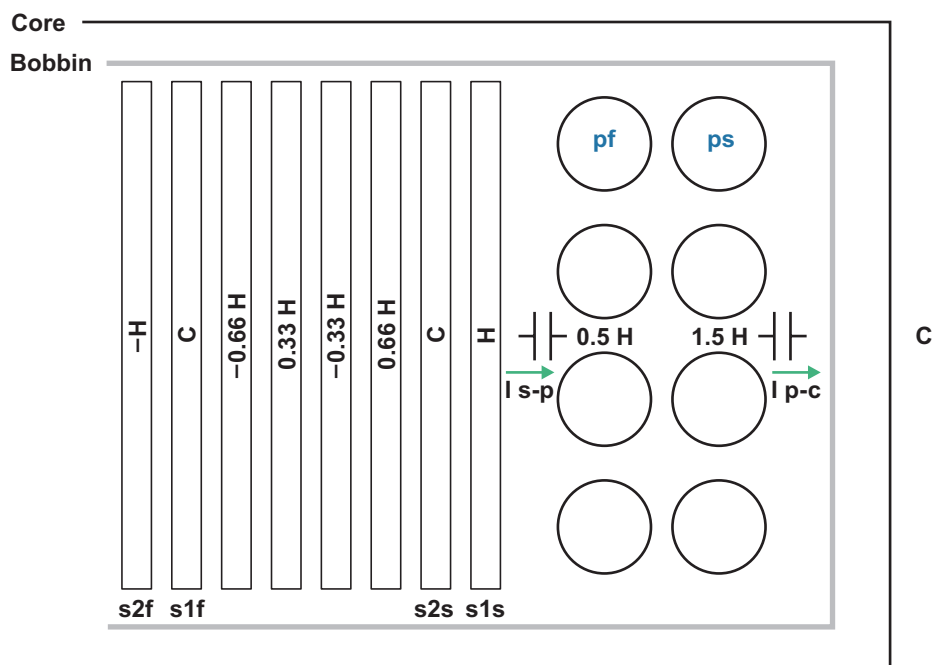 Core
Bobbin
pf
ps
–H
C
–0.66 H
0.33 H
–0.33 H
0.66 H
C
H
0.5 H
1.5 H
C
I s-p
I p-c
s2f
s1f
s2s
s1s